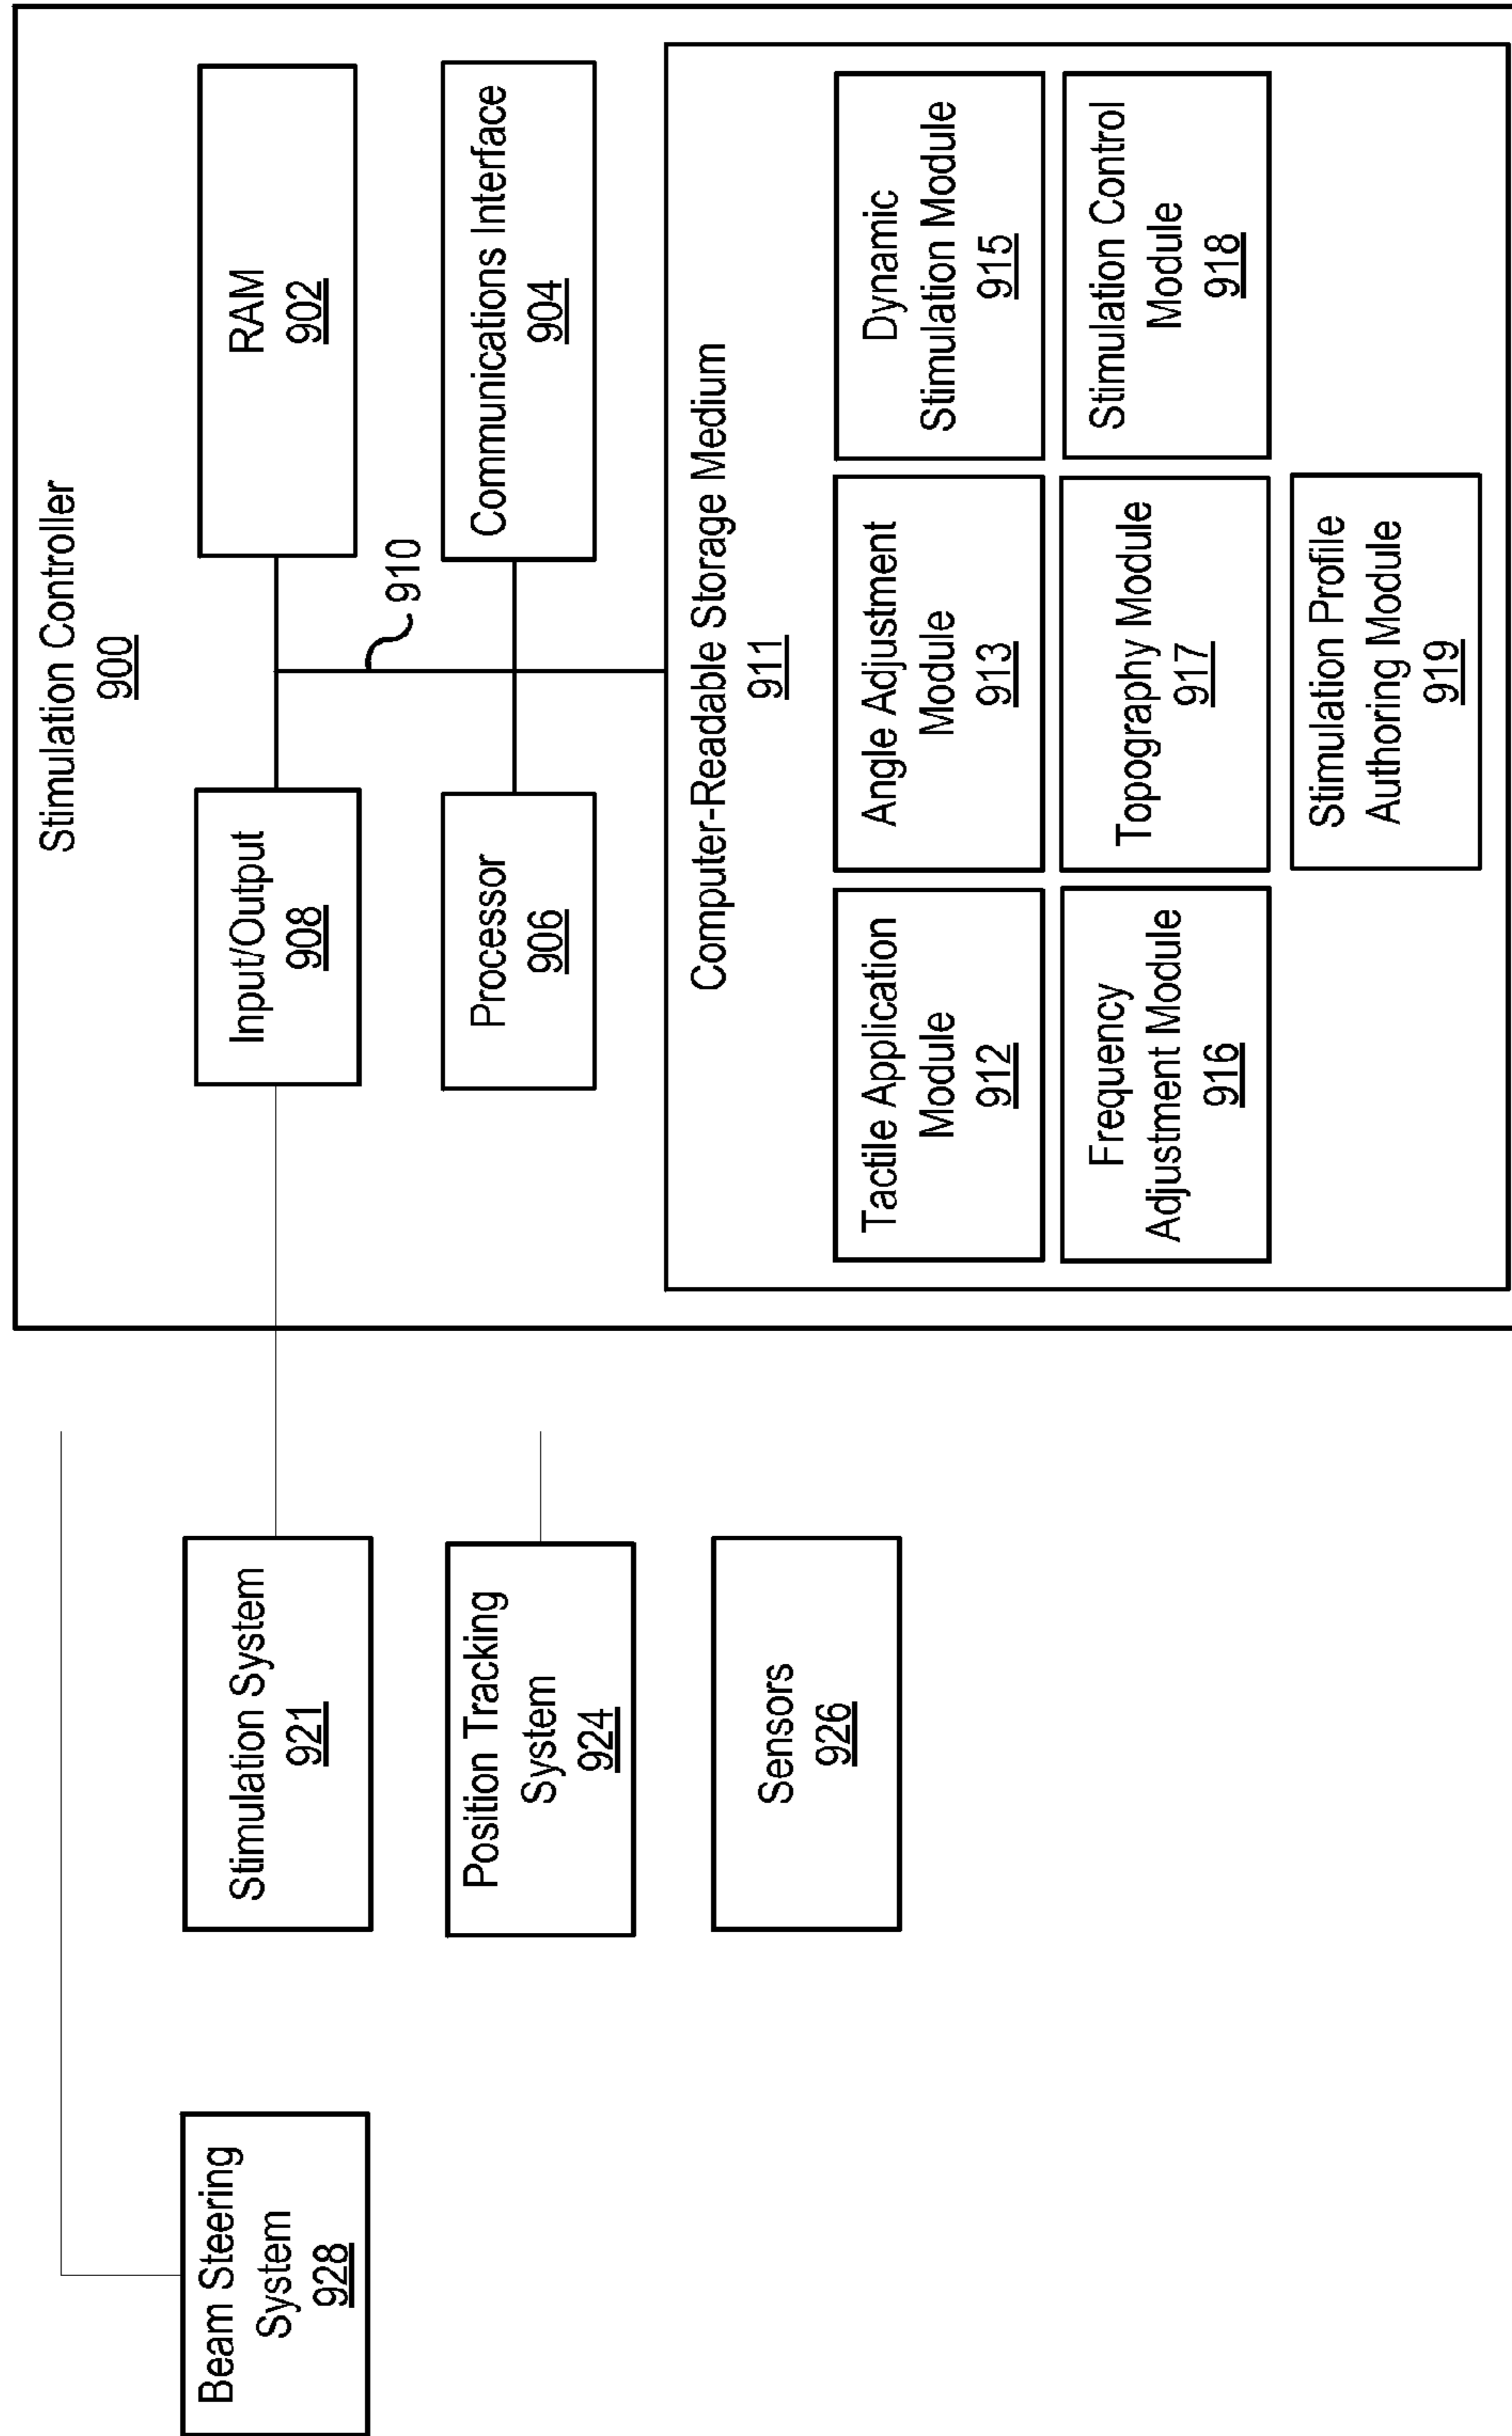 Stimulation Controller
900
Input/Output
908
RAM
902
910
Processor
906
Communications Interface
904
Computer-Readable Storage Medium
911
Tactile Application
Module
912
Angle Adjustment
Module
913
Dynamic
Stimulation Module
915
Frequency
Adjustment Module
916
Topography Module
917
Stimulation Control
Module
918
Stimulation Profile
Authoring Module
919
Beam Steering
System
928
Stimulation System
921
Position Tracking
System
924
Sensors
926